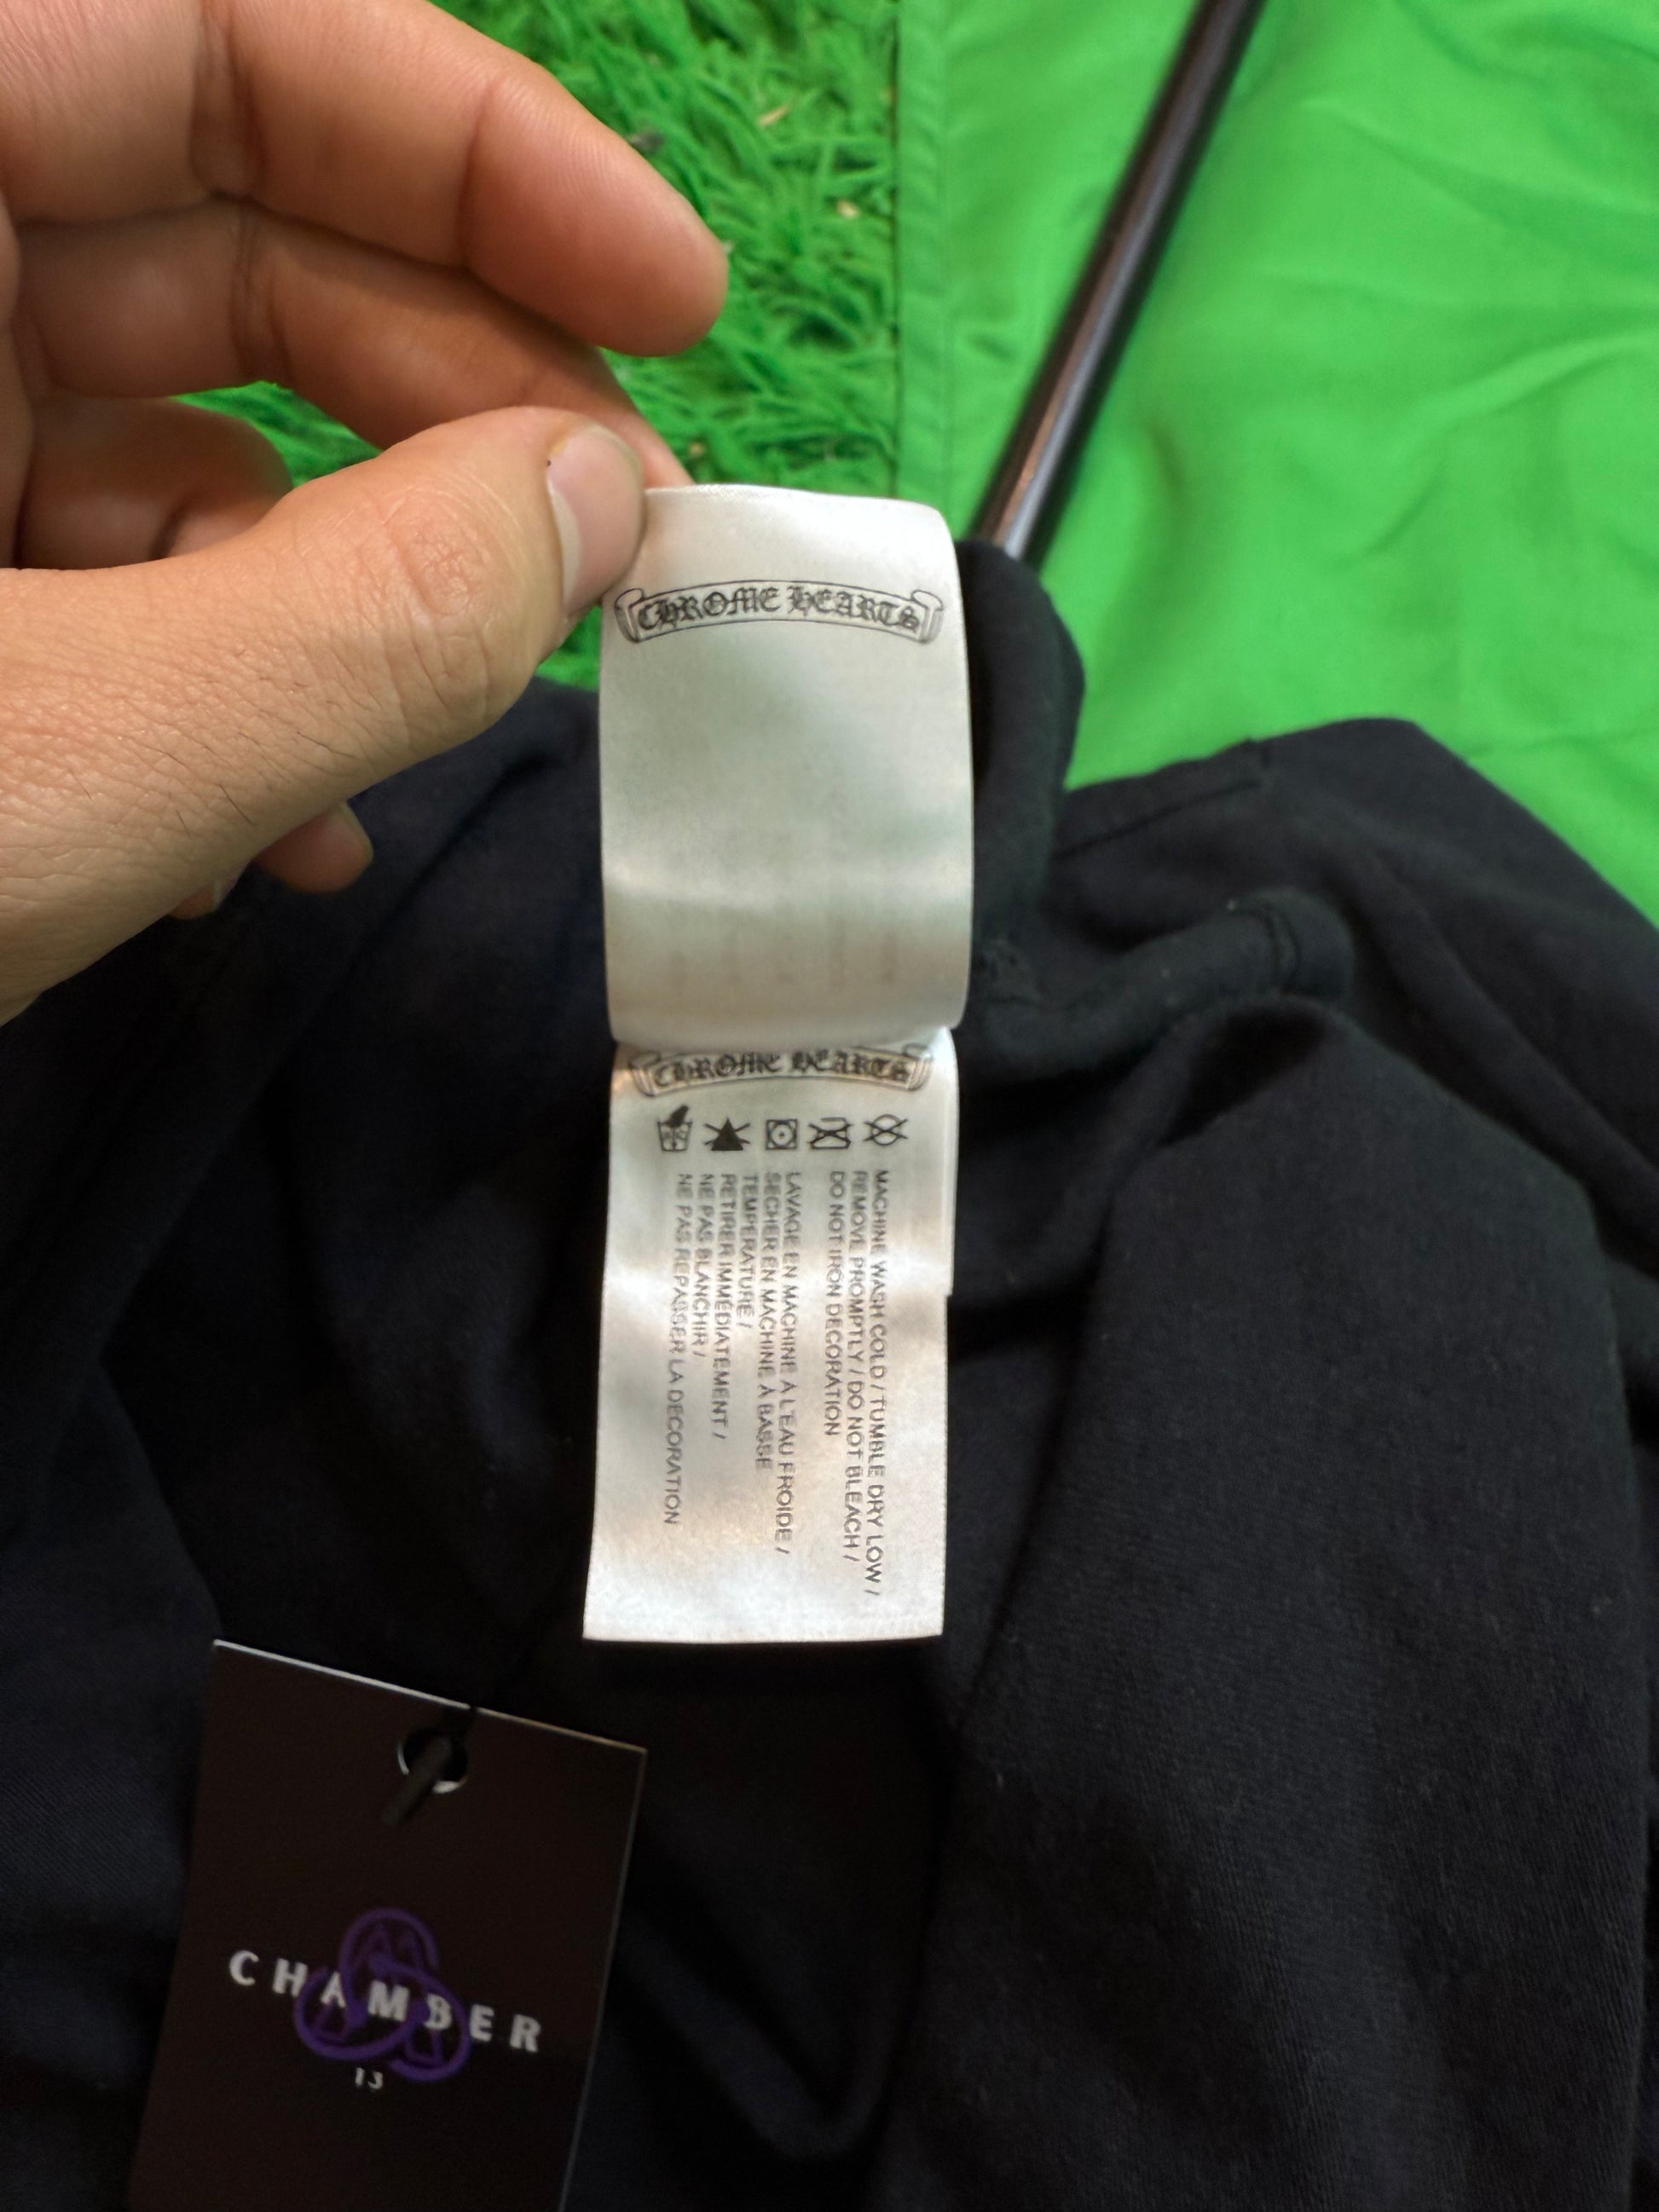 CHROME HEARTS
CHROME HEARTS
MACHINE WASH COLD / TUMBLE DRY LOW /
REMOVE PROMPTLY / DO NOT BLEACH /
DO NOT IRON DECORATION
LAVAGE EN MACHINE À L'EAU FROIDE /
SECHER EN MACHINE À BASSE
TEMPERATURE /
RETIRER IMMÉDIATEMENT /
NE PAS BLANCHIR /
NE PAS REPASSER LA DECORATION
CHAMBER
13